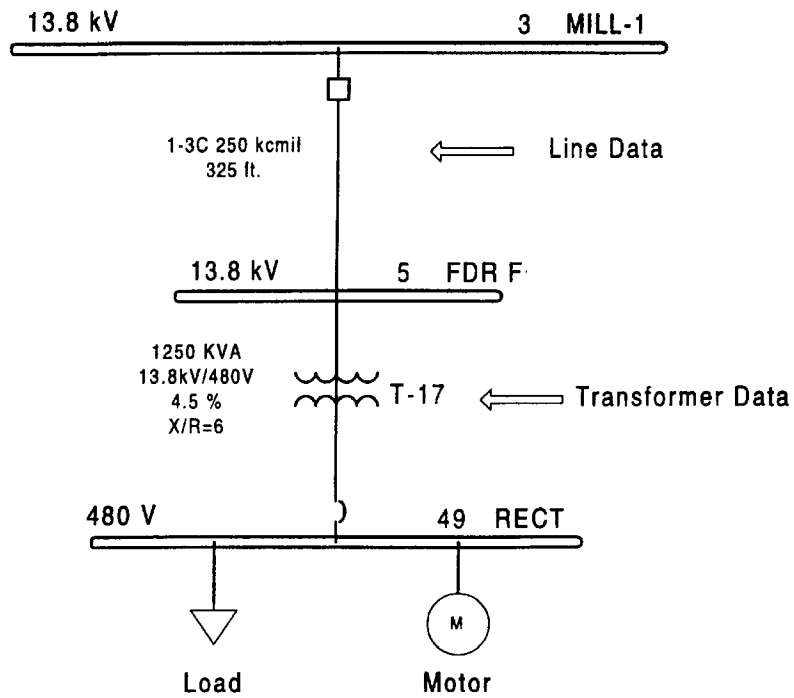 13.8 kV 3 MILL-1
1-3C 250 kcmil
325 ft.
Line Data
13.8 kV 5 FDR F
1250 KVA
13.8kV/480V
4.5 %
X/R=6
T-17
Transformer Data
480 V 49 RECT
M
Load
Motor